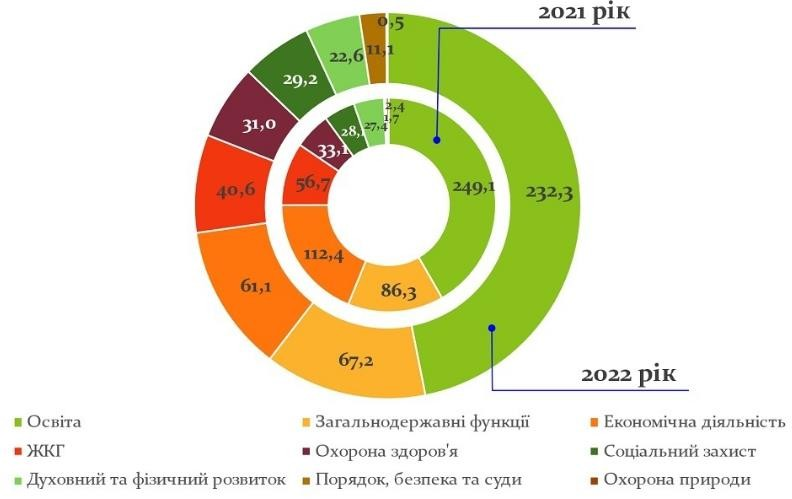 2021 рік
0,5
11,1
22,6
29,2
31,0
40,6
61,1
67,2
232,3
2,4
1,7
27,4
28,
33,1
56,7
112,4
86,3
249,1
2022 рік
Освіта
Загальнодержавні функції
Економічна діяльність
ЖКГ
Охорона здоров'я
Соціальний захист
Духовний та фізичний розвиток
Порядок, безпека та суди
Охорона природи